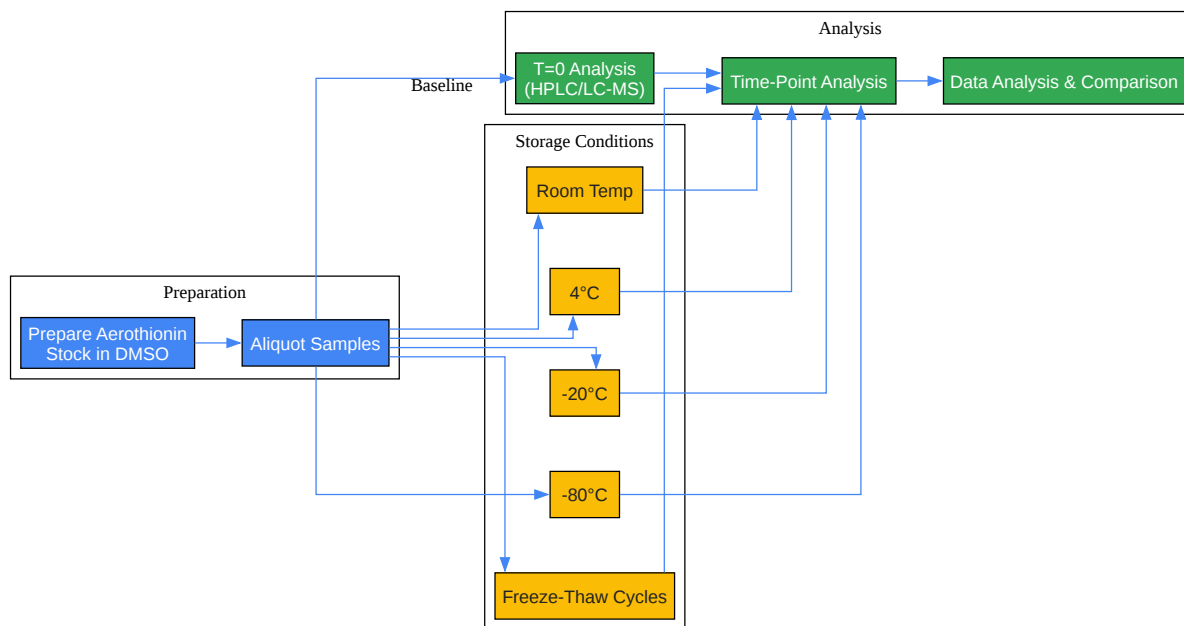 Analysis
T=0 Analysis
(HPLC/LC-MS)
Time-Point Analysis
Data Analysis & Comparison
Baseline
Storage Conditions
Room Temp
4°C
-20°C
-80°C
Freeze-Thaw Cycles
Preparation
Prepare Aerothionin
Stock in DMSO
Aliquot Samples